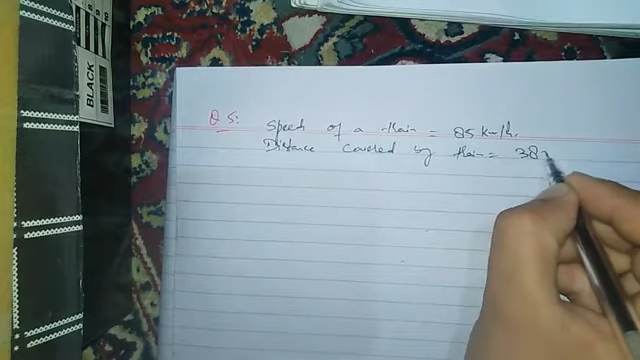 BLACK
Q 5:
Speed of a train = 85 km/h.
Distance covered by train = 38